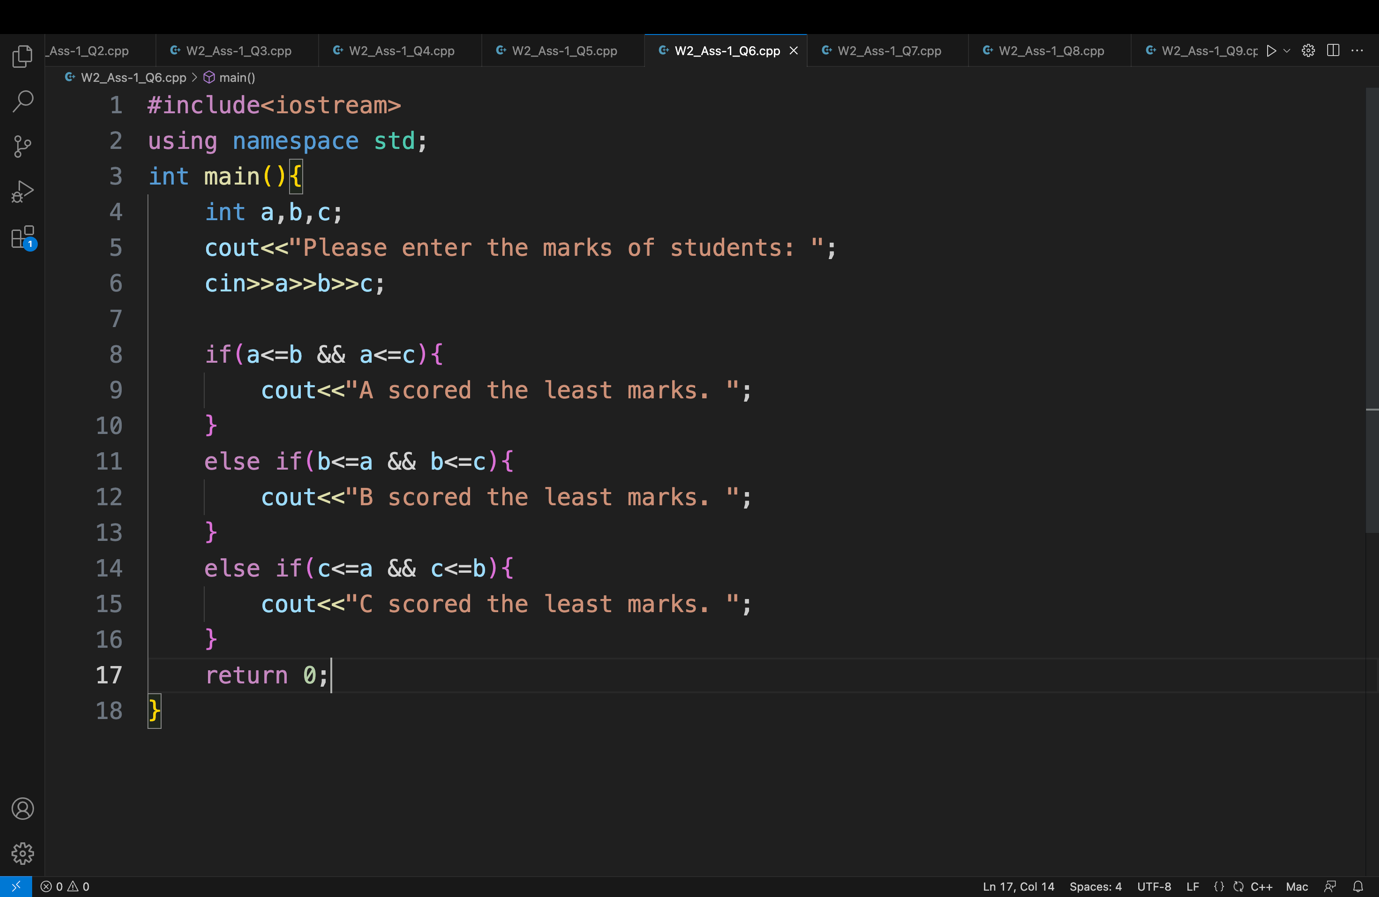 _Ass-1_Q2.cpp W2_Ass-1_Q3.cpp W2_Ass-1_Q4.cpp W2_Ass-1_Q5.cpp W2_Ass-1_Q6.cpp W2_Ass-1_Q7.cpp W2_Ass-1_Q8.cpp W2_Ass-1_Q9.cp
W2_Ass-1_Q6.cpp > main()
1 #include<iostream>
2 using namespace std;
3 int main(){
4     int a,b,c;
5     cout<<"Please enter the marks of students: ";
6     cin>>a>>b>>c;
7
8     if(a<=b && a<=c){
9         cout<<"A scored the least marks. ";
10     }
11     else if(b<=a && b<=c){
12         cout<<"B scored the least marks. ";
13     }
14     else if(c<=a && c<=b){
15         cout<<"C scored the least marks. ";
16     }
17     return 0;
18 }
1
0 0 Ln 17, Col 14 Spaces: 4 UTF-8 LF {} C++ Mac